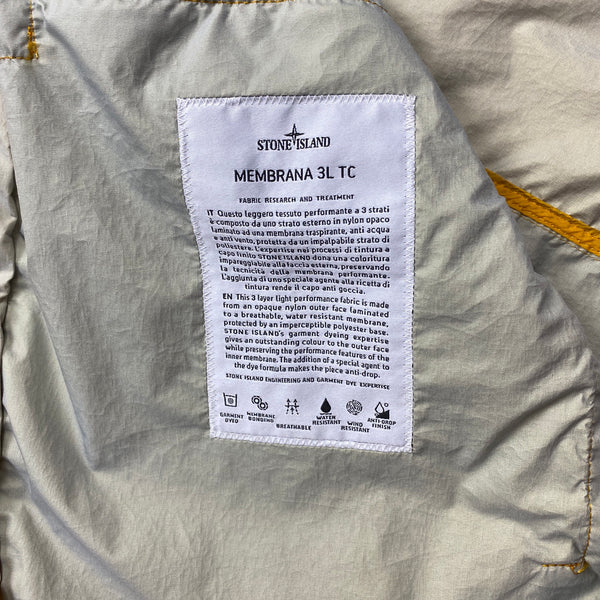 STONE ISLAND
MEMBRANA 3L TC
FABRIC RESEARCH AND TREATMENT
IT Questo leggero tessuto performante a 3 strati
è composto da uno strato esterno in nylon opaco
laminato ad una membrana traspirante, anti acqua
e anti vento, protetta da un impalpabile strato di
poliestere. L'expertise nei processi di tintura a
capo finito STONE ISLAND dona una coloritura
impareggiabile alla faccia esterna, preservando
la tecnicità della membrana performante.
L'aggiunta di uno speciale agente alla ricetta di
tintura rende il capo anti goccia.
EN This 3 layer light performance fabric is made
from an opaque nylon outer face laminated
to a breathable, water resistant membrane,
protected by an imperceptible polyester base.
STONE ISLAND's garment dyeing expertise
gives an outstanding colour to the outer face
while preserving the performance features of the
inner membrane. The addition of a special agent to
the dye formula makes the piece anti-drop.
STONE ISLAND ENGINEERING AND GARMENT DYE EXPERTISE
GARMENT DYED
MEMBRANE BONDING
BREATHABLE
WATER RESISTANT
WIND RESISTANT
ANTI-DROP FINISH